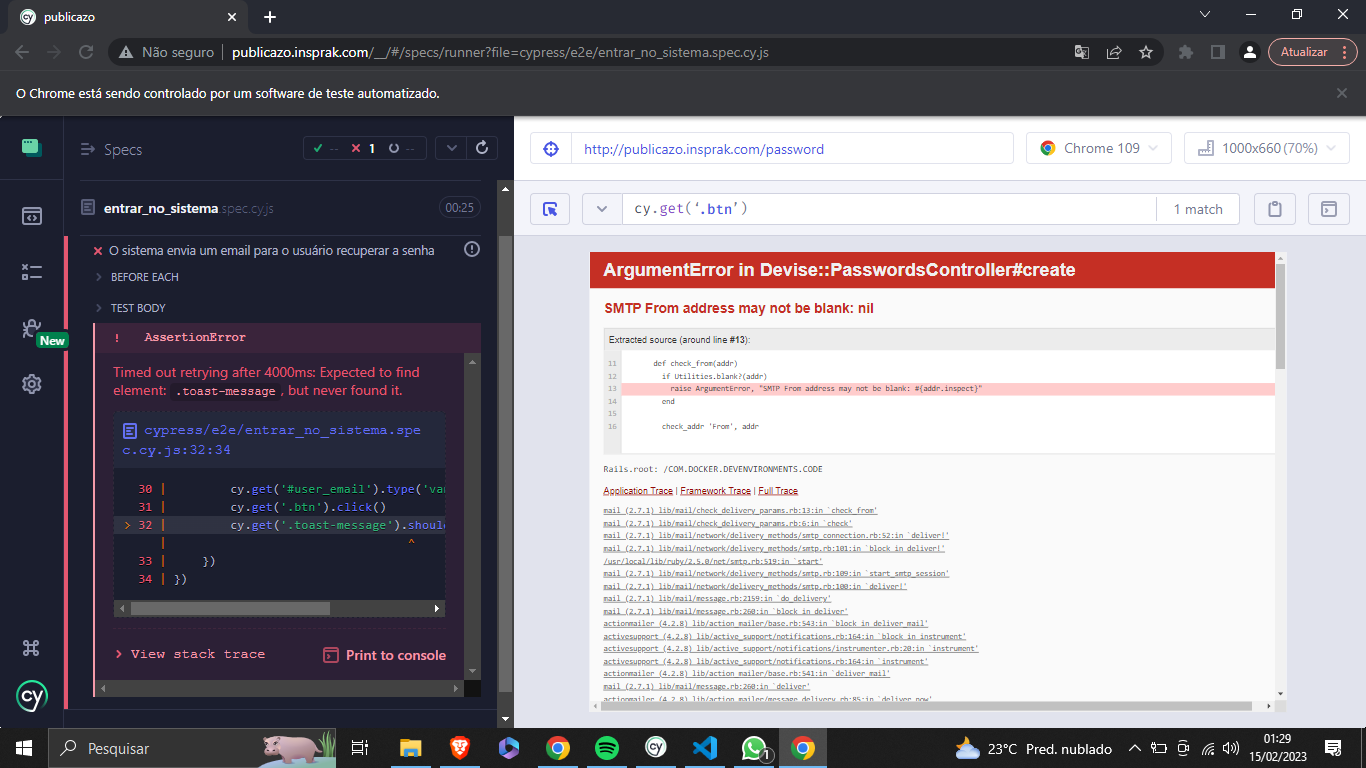 publicazo
Não seguro
publicazo.insprak.com/__/#/specs/runner?file=cypress/e2e/entrar_no_sistema.spec.cy.js
Atualizar
O Chrome está sendo controlado por um software de teste automatizado.
Specs
-- 1 --
http://publicazo.insprak.com/password
Chrome 109
1000x660 (70%)
entrar_no_sistema.spec.cy.js
00:25
cy.get('.btn')
1 match
O sistema envia um email para o usuário recuperar a senha
BEFORE EACH
TEST BODY
New
! AssertionError
Timed out retrying after 4000ms: Expected to find
element: .toast-message, but never found it.
cypress/e2e/entrar_no_sistema.spe
c.cy.js:32:34
30 | cy.get('#user_email').type('var
31 | cy.get('.btn').click()
> 32 | cy.get('.toast-message').shoul
| ^
33 | })
34 | })
View stack trace
Print to console
cy
ArgumentError in Devise::PasswordsController#create
SMTP From address may not be blank: nil
Extracted source (around line #13):
11 def check_from(addr)
12 if Utilities.blank?(addr)
13 raise ArgumentError, "SMTP From address may not be blank: #{addr.inspect}"
14 end
15
16 check_addr 'From', addr
Rails.root: /COM.DOCKER.DEVENVIRONMENTS.CODE
Application Trace | Framework Trace | Full Trace
mail (2.7.1) lib/mail/check_delivery_params.rb:13:in `check_from'
mail (2.7.1) lib/mail/check_delivery_params.rb:6:in `check'
mail (2.7.1) lib/mail/network/delivery_methods/smtp_connection.rb:52:in `deliver!'
mail (2.7.1) lib/mail/network/delivery_methods/smtp.rb:101:in `block in deliver!'
/usr/local/lib/ruby/2.5.0/net/smtp.rb:519:in `start'
mail (2.7.1) lib/mail/network/delivery_methods/smtp.rb:109:in `start_smtp_session'
mail (2.7.1) lib/mail/network/delivery_methods/smtp.rb:100:in `deliver!'
mail (2.7.1) lib/mail/message.rb:2159:in `do_delivery'
mail (2.7.1) lib/mail/message.rb:260:in `block in deliver'
actionmailer (4.2.8) lib/action_mailer/base.rb:543:in `block in deliver_mail'
activesupport (4.2.8) lib/active_support/notifications.rb:164:in `block in instrument'
activesupport (4.2.8) lib/active_support/notifications/instrumenter.rb:20:in `instrument'
activesupport (4.2.8) lib/active_support/notifications.rb:164:in `instrument'
actionmailer (4.2.8) lib/action_mailer/base.rb:541:in `deliver_mail'
mail (2.7.1) lib/mail/message.rb:260:in `deliver'
actionmailer (4.2.8) lib/action_mailer/message_delivery.rb:85:in `deliver_now'
Pesquisar
1
23°C Pred. nublado
01:29
15/02/2023